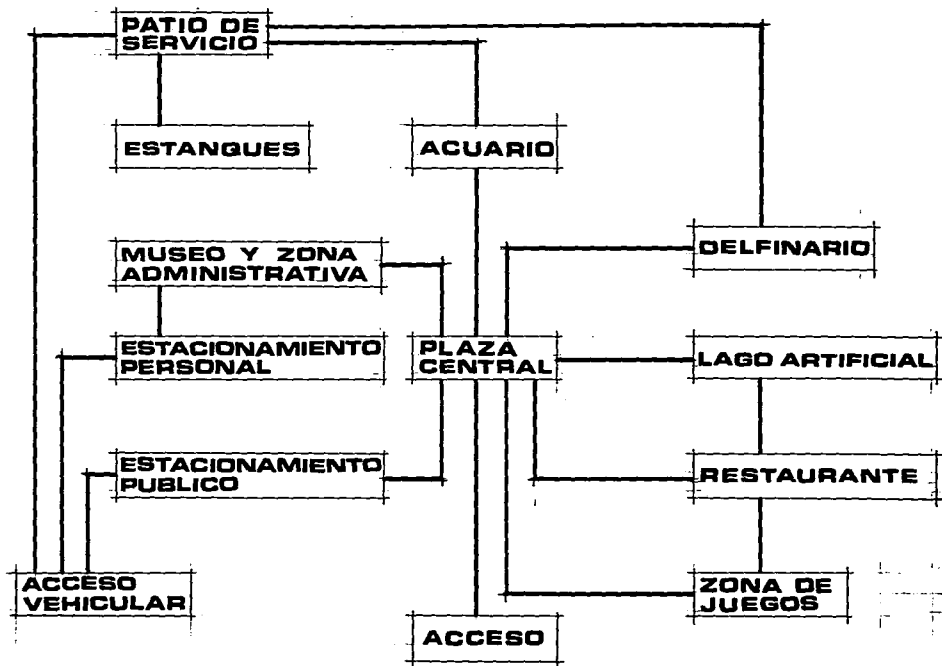 PATIO DE
SERVICIO
ESTANQUES
ACUARIO
MUSEO Y ZONA
ADMINISTRATIVA
DELFINARIO
ESTACIONAMIENTO
PERSONAL
PLAZA
CENTRAL
LAGO ARTIFICIAL
ESTACIONAMIENTO
PUBLICO
RESTAURANTE
ACCESO
VEHICULAR
ZONA DE
JUEGOS
ACCESO